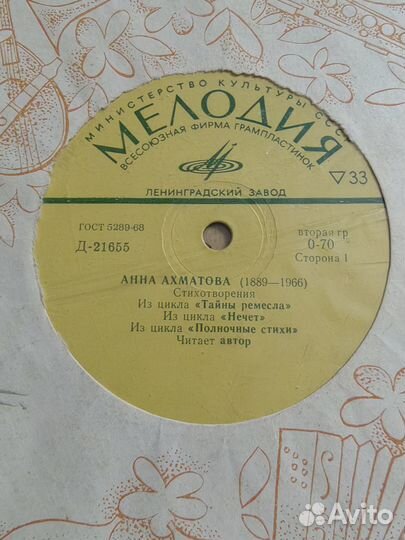 МИНИСТЕРСТВО КУЛЬТУРЫ СССР
МЕЛОДИЯ
ВСЕСОЮЗНАЯ ФИРМА ГРАМПЛАСТИНОК
▽33
ЛЕНИНГРАДСКИЙ ЗАВОД
ГОСТ 5289-68
Д-21655
вторая гр
0-70
Сторона 1
АННА АХМАТОВА (1889—1966)
Стихотворения
Из цикла «Тайны ремесла»
Из цикла «Нечет»
Из цикла «Полночные стихи»
Читает автор
Avito